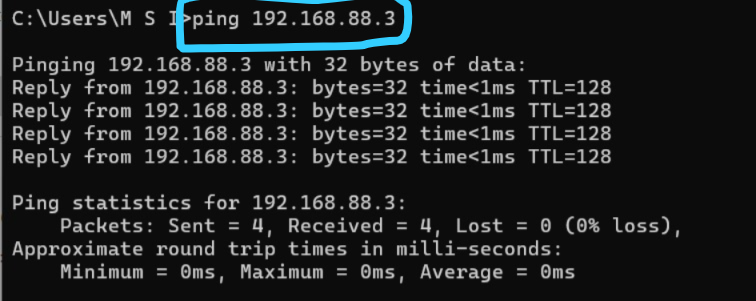 C:\Users\M S I>ping 192.168.88.3
Pinging 192.168.88.3 with 32 bytes of data:
Reply from 192.168.88.3: bytes=32 time<1ms TTL=128
Reply from 192.168.88.3: bytes=32 time<1ms TTL=128
Reply from 192.168.88.3: bytes=32 time<1ms TTL=128
Reply from 192.168.88.3: bytes=32 time<1ms TTL=128
Ping statistics for 192.168.88.3:
    Packets: Sent = 4, Received = 4, Lost = 0 (0% loss),
Approximate round trip times in milli-seconds:
    Minimum = 0ms, Maximum = 0ms, Average = 0ms